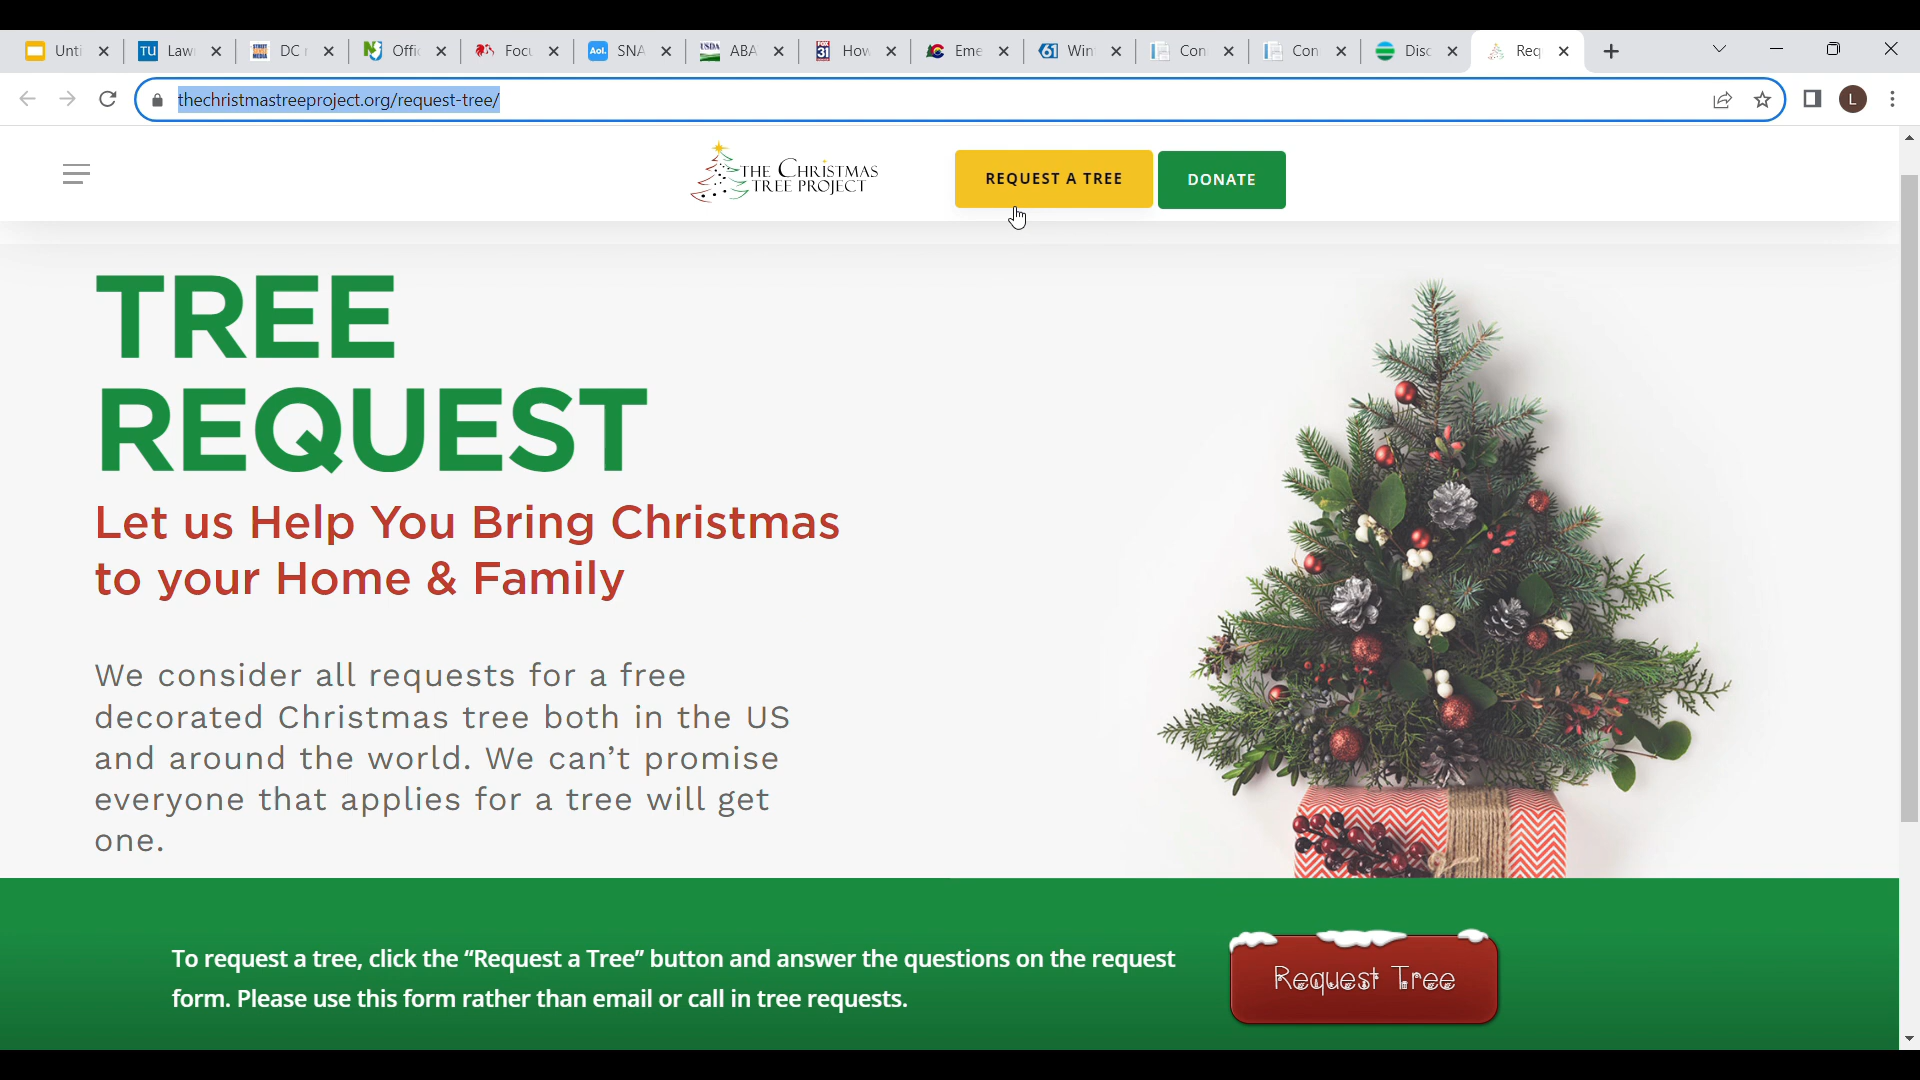 Unti
Law
DC
Offic
Focu
SNA
ABA
How
Eme
Win
Con
Con
Disc
Req
thechristmastreeproject.org/request-tree/
L
THE CHRISTMAS
TREE PROJECT
REQUEST A TREE
DONATE
TREE
REQUEST
Let us Help You Bring Christmas
to your Home & Family
We consider all requests for a free
decorated Christmas tree both in the US
and around the world. We can’t promise
everyone that applies for a tree will get
one.
To request a tree, click the “Request a Tree” button and answer the questions on the request
form. Please use this form rather than email or call in tree requests.
Request Tree